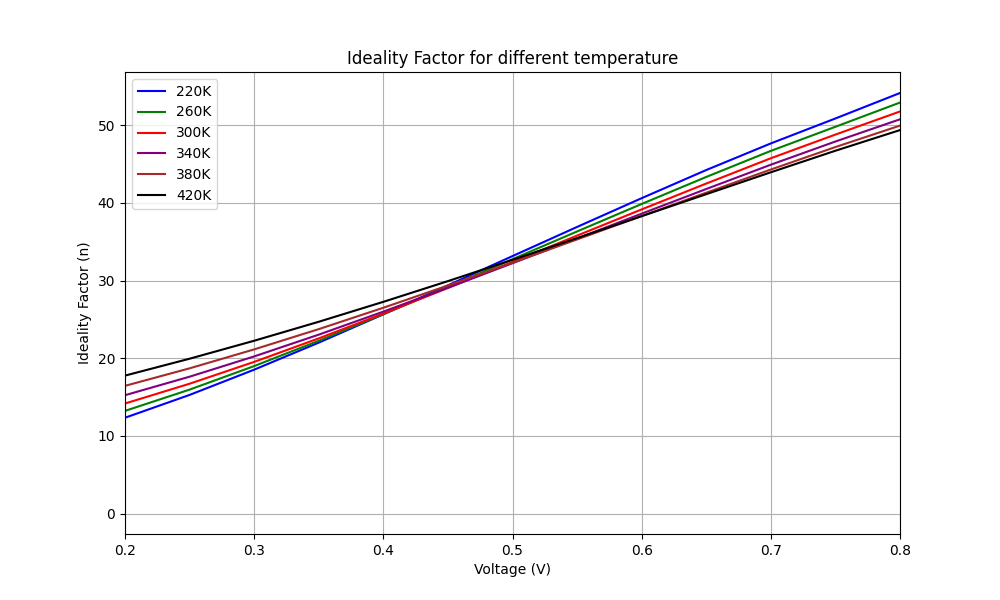 Ideality Factor for different temperature
220K
260K
300K
340K
380K
420K
Ideality Factor (n)
50
40
30
20
10
0
0.2 0.3 0.4 0.5 0.6 0.7 0.8
Voltage (V)